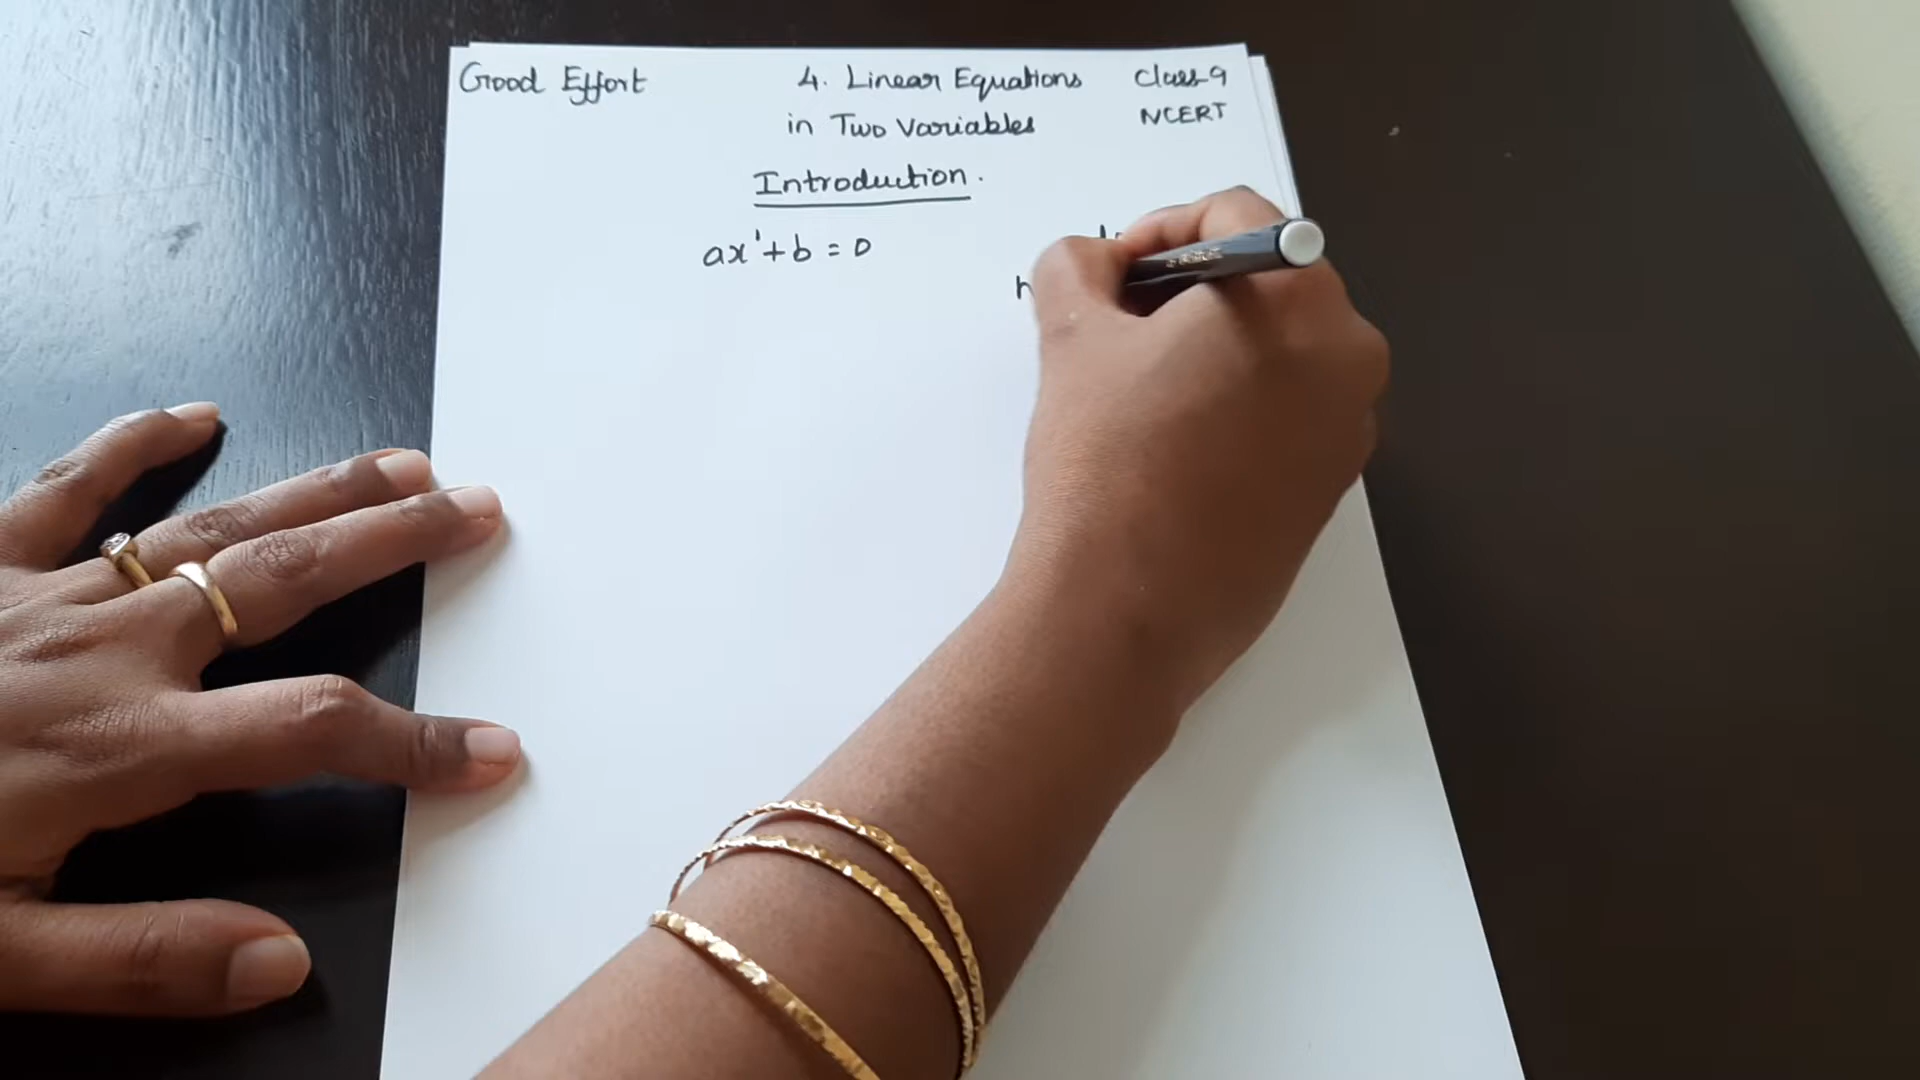 Good Effort
4. Linear Equations
in Two Variables
Class-9
NCERT
Introduction.
ax¹+b = 0